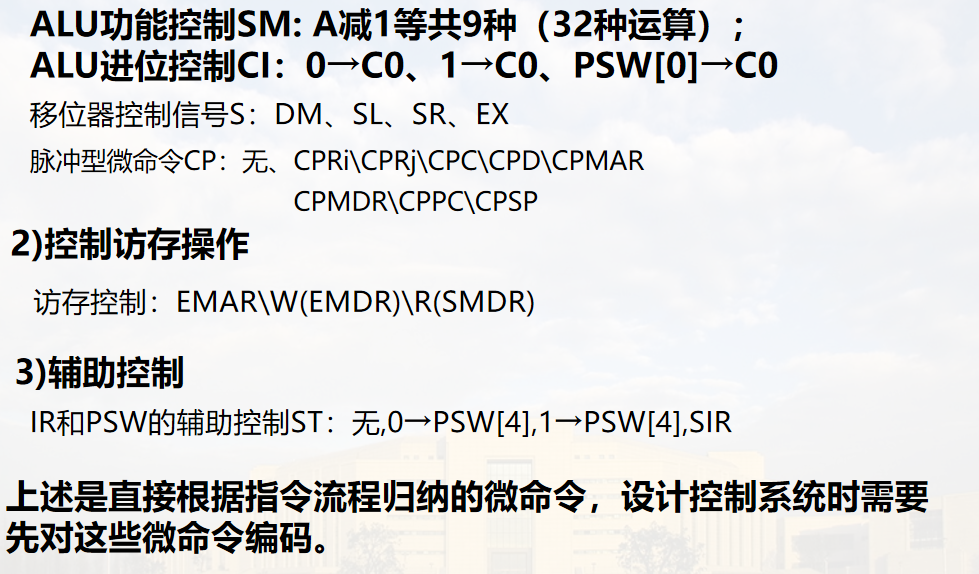 ALU功能控制SM: A减1等共9种（32种运算）;
ALU进位控制CI：0→C0、1→C0、PSW[0]→C0
移位器控制信号S：DM、SL、SR、EX
脉冲型微命令CP：无、CPRi\CPRj\CPC\CPD\CPMAR
CPMDR\CPPC\CPSP
2)控制访存操作
访存控制：EMAR\W(EMDR)\R(SMDR)
3)辅助控制
IR和PSW的辅助控制ST：无,0→PSW[4],1→PSW[4],SIR
上述是直接根据指令流程归纳的微命令，设计控制系统时需要
先对这些微命令编码。